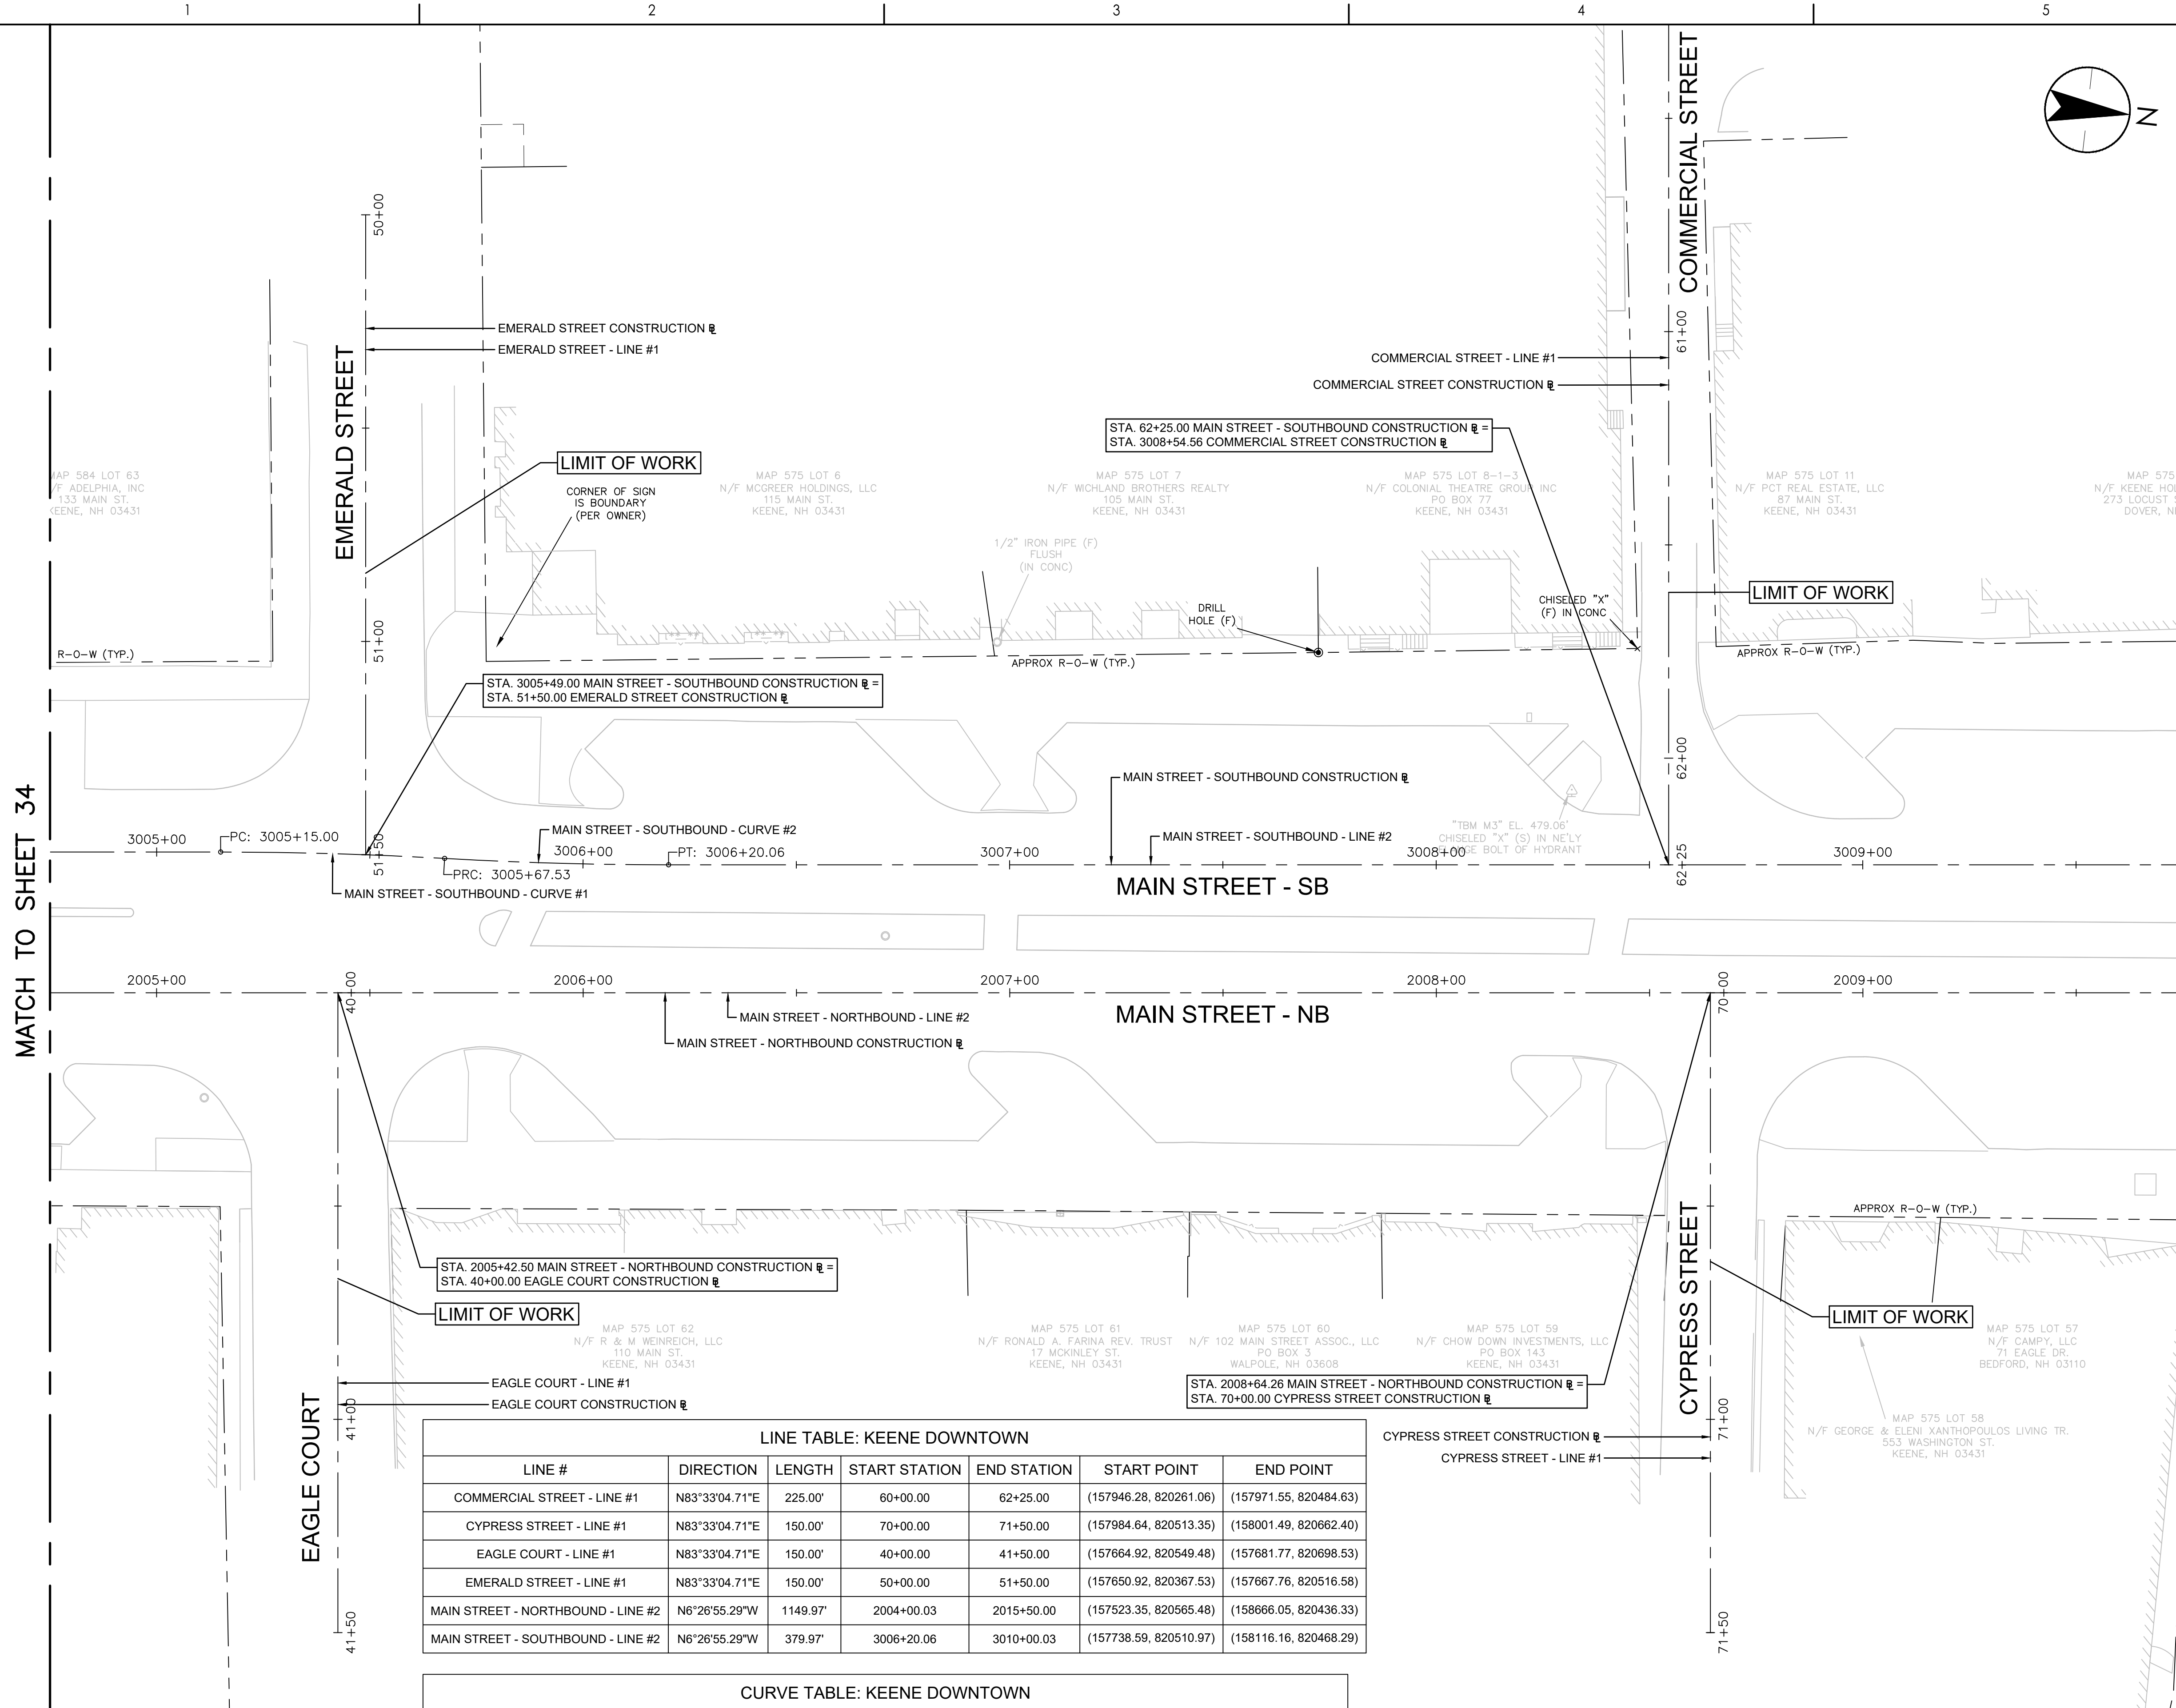 1
2
3
4
5
COMMERCIAL STREET
N
50+00
EMERALD STREET CONSTRUCTION ℄
EMERALD STREET - LINE #1
EMERALD STREET
61+00
COMMERCIAL STREET - LINE #1
COMMERCIAL STREET CONSTRUCTION ℄
STA. 62+25.00 MAIN STREET - SOUTHBOUND CONSTRUCTION ℄ =
STA. 3008+54.56 COMMERCIAL STREET CONSTRUCTION ℄
LIMIT OF WORK
CORNER OF SIGN
IS BOUNDARY
(PER OWNER)
MAP 584 LOT 63
/F ADELPHIA, INC
133 MAIN ST.
KEENE, NH 03431
MAP 575 LOT 6
N/F MCGREER HOLDINGS, LLC
115 MAIN ST.
KEENE, NH 03431
MAP 575 LOT 7
N/F WICHLAND BROTHERS REALTY
105 MAIN ST.
KEENE, NH 03431
MAP 575 LOT 8-1-3
N/F COLONIAL THEATRE GROUP INC
PO BOX 77
KEENE, NH 03431
MAP 575 LOT 11
N/F PCT REAL ESTATE, LLC
87 MAIN ST.
KEENE, NH 03431
MAP 575
N/F KEENE HO
273 LOCUST
DOVER, N
1/2" IRON PIPE (F)
FLUSH
(IN CONC)
DRILL
HOLE (F)
CHISELED "X"
(F) IN CONC
LIMIT OF WORK
51+00
R-O-W (TYP.)
APPROX R-O-W (TYP.)
APPROX R-O-W (TYP.)
STA. 3005+49.00 MAIN STREET - SOUTHBOUND CONSTRUCTION ℄ =
STA. 51+50.00 EMERALD STREET CONSTRUCTION ℄
62+00
MAIN STREET - SOUTHBOUND CONSTRUCTION ℄
MATCH TO SHEET 34
3005+00
PC: 3005+15.00
51+50
MAIN STREET - SOUTHBOUND - CURVE #2
3006+00
PT: 3006+20.06
PRC: 3005+67.53
MAIN STREET - SOUTHBOUND - CURVE #1
3007+00
MAIN STREET - SOUTHBOUND - LINE #2
"TBM M3" EL. 479.06'
CHISELED "X" (S) IN NE'LY
FLANGE BOLT OF HYDRANT
3008+00
62+25
3009+00
MAIN STREET - SB
2005+00
40+00
2006+00
2007+00
2008+00
70+00
2009+00
MAIN STREET - NORTHBOUND - LINE #2
MAIN STREET - NB
MAIN STREET - NORTHBOUND CONSTRUCTION ℄
APPROX R-O-W (TYP.)
CYPRESS STREET
STA. 2005+42.50 MAIN STREET - NORTHBOUND CONSTRUCTION ℄ =
STA. 40+00.00 EAGLE COURT CONSTRUCTION ℄
LIMIT OF WORK
LIMIT OF WORK
MAP 575 LOT 62
N/F R & M WEINREICH, LLC
110 MAIN ST.
KEENE, NH 03431
MAP 575 LOT 61
N/F RONALD A. FARINA REV. TRUST
17 MCKINLEY ST.
KEENE, NH 03431
MAP 575 LOT 60
N/F 102 MAIN STREET ASSOC., LLC
PO BOX 3
WALPOLE, NH 03608
MAP 575 LOT 59
N/F CHOW DOWN INVESTMENTS, LLC
PO BOX 143
KEENE, NH 03431
MAP 575 LOT 57
N/F CAMPY, LLC
71 EAGLE DR.
BEDFORD, NH 03110
STA. 2008+64.26 MAIN STREET - NORTHBOUND CONSTRUCTION ℄ =
STA. 70+00.00 CYPRESS STREET CONSTRUCTION ℄
EAGLE COURT - LINE #1
EAGLE COURT CONSTRUCTION ℄
EAGLE COURT
41+00
71+00
MAP 575 LOT 58
N/F GEORGE & ELENI XANTHOPOULOS LIVING TR.
553 WASHINGTON ST.
KEENE, NH 03431
CYPRESS STREET CONSTRUCTION ℄
CYPRESS STREET - LINE #1
41+50
71+50
LINE TABLE: KEENE DOWNTOWN
LINE # DIRECTION LENGTH START STATION END STATION START POINT END POINT
COMMERCIAL STREET - LINE #1 N83°33'04.71"E 225.00' 60+00.00 62+25.00 (157946.28, 820261.06) (157971.55, 820484.63)
CYPRESS STREET - LINE #1 N83°33'04.71"E 150.00' 70+00.00 71+50.00 (157984.64, 820513.35) (158001.49, 820662.40)
EAGLE COURT - LINE #1 N83°33'04.71"E 150.00' 40+00.00 41+50.00 (157664.92, 820549.48) (157681.77, 820698.53)
EMERALD STREET - LINE #1 N83°33'04.71"E 150.00' 50+00.00 51+50.00 (157650.92, 820367.53) (157667.76, 820516.58)
MAIN STREET - NORTHBOUND - LINE #2 N6°26'55.29"W 1149.97' 2004+00.03 2015+50.00 (157523.35, 820565.48) (158666.05, 820436.33)
MAIN STREET - SOUTHBOUND - LINE #2 N6°26'55.29"W 379.97' 3006+20.06 3010+00.03 (157738.59, 820510.97) (158116.16, 820468.29)
CURVE TABLE: KEENE DOWNTOWN